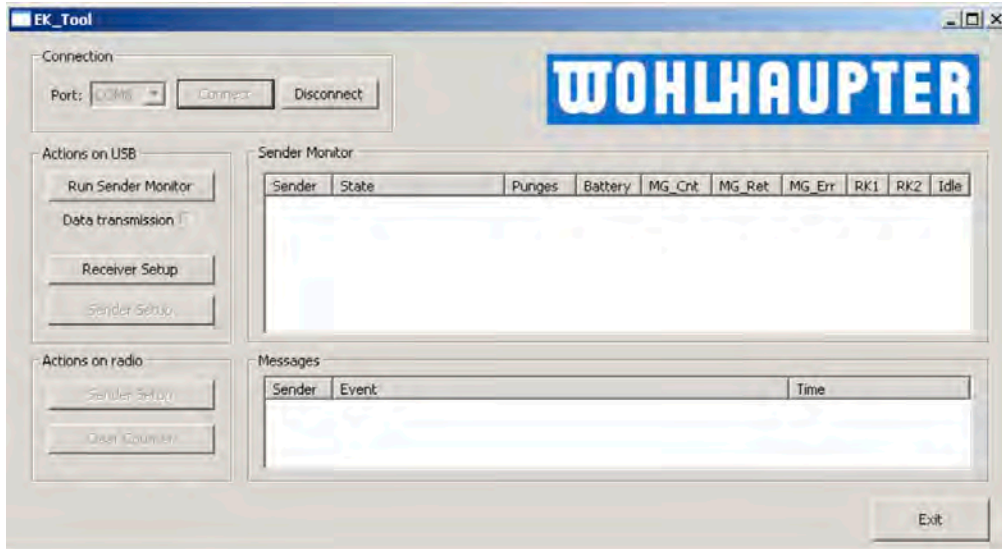 EK_Tool
Connection
Port: COM6 Connect Disconnect
WOHLHAUPTER
Actions on USB
Run Sender Monitor
Data transmission
Receiver Setup
Sender Setup
Sender Monitor
Sender State Punges Battery MG_Cnt MG_Ret MG_Err RK1 RK2 Idle
Actions on radio
Sender Setup
Clear Counter
Messages
Sender Event Time
Exit